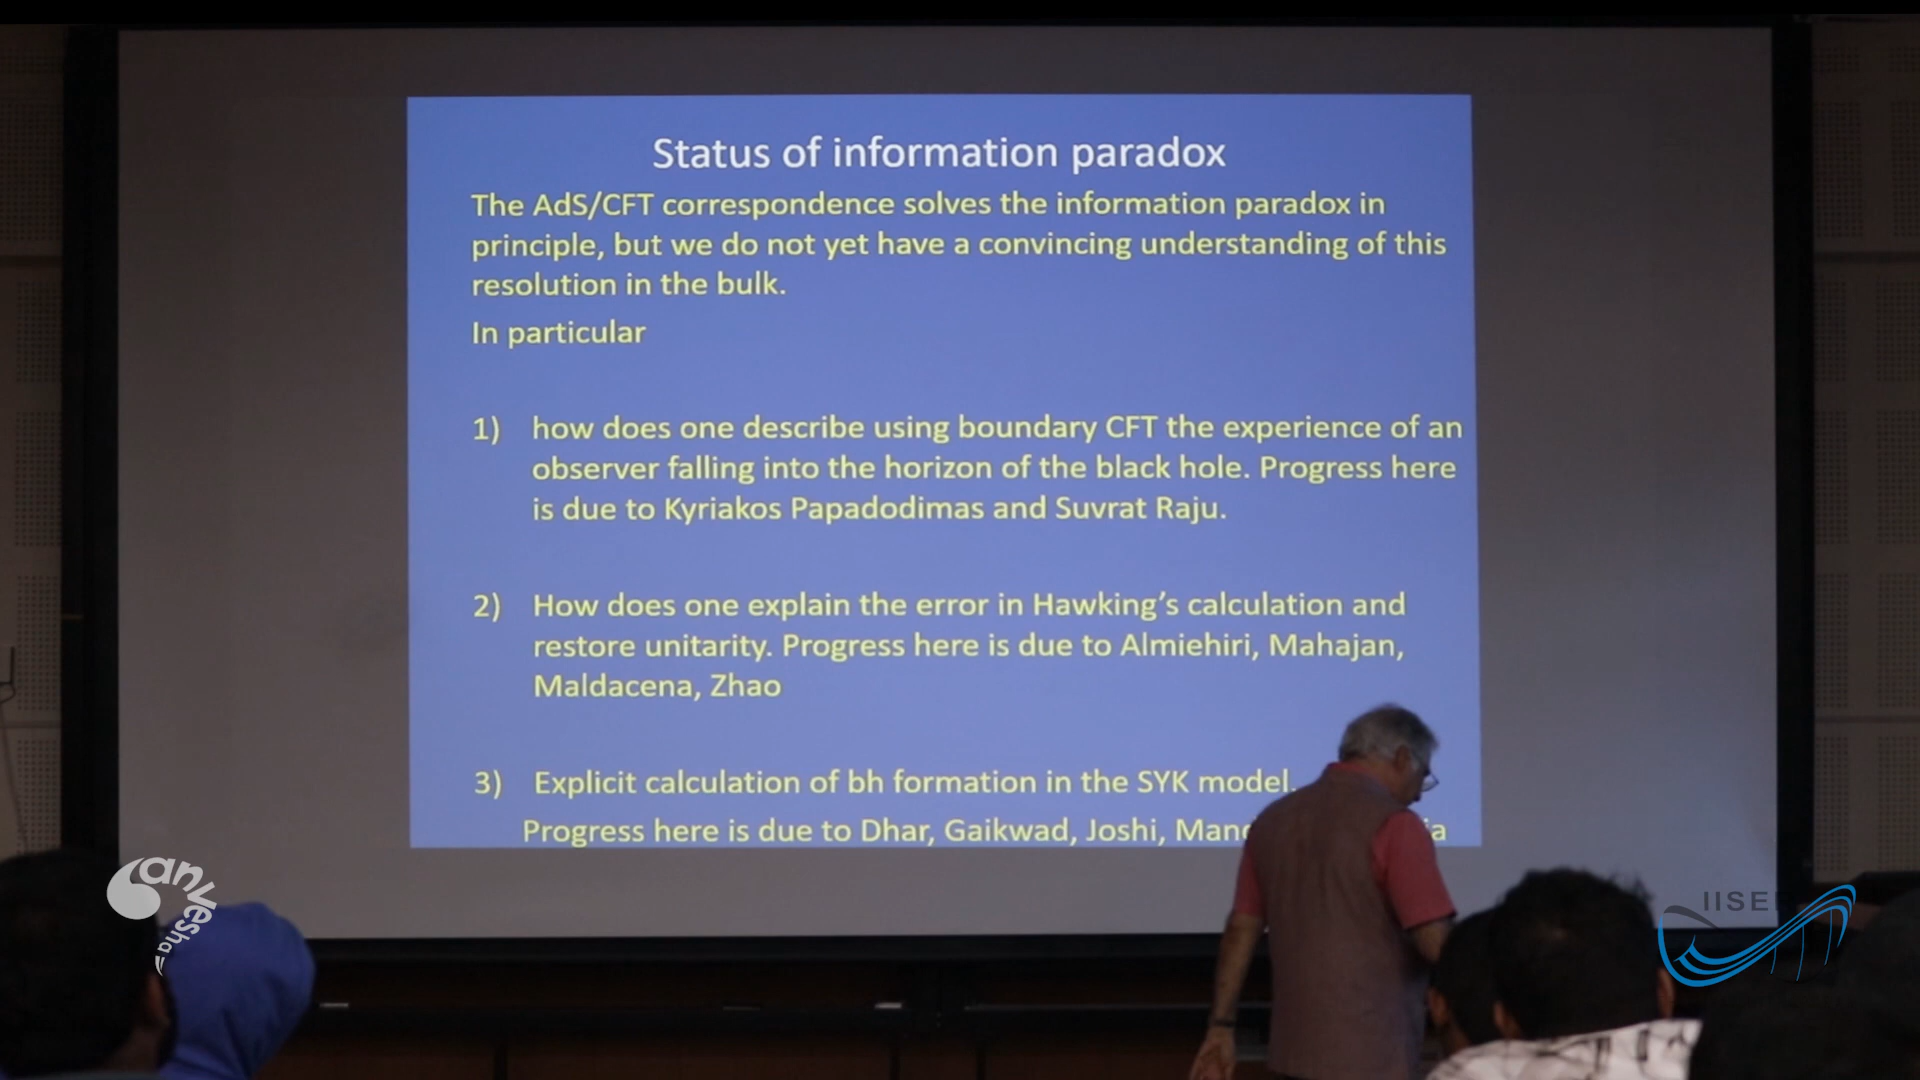 Status of information paradox
The AdS/CFT correspondence solves the information paradox in
principle, but we do not yet have a convincing understanding of this
resolution in the bulk.
In particular
1) how does one describe using boundary CFT the experience of an
observer falling into the horizon of the black hole. Progress here
is due to Kyriakos Papadodimas and Suvrat Raju.
2) How does one explain the error in Hawking's calculation and
restore unitarity. Progress here is due to Almiehiri, Mahajan,
Maldacena, Zhao
3) Explicit calculation of bh formation in the SYK model.
Progress here is due to Dhar, Gaikwad, Joshi,
anvesha